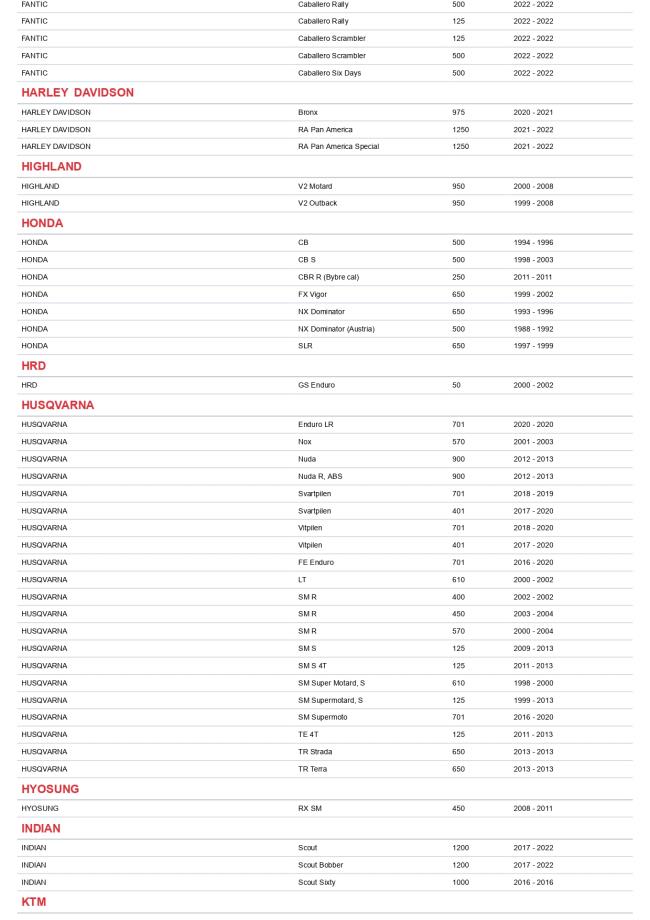 FANTIC Caballero Rally 500 2022 - 2022
FANTIC Caballero Rally 125 2022 - 2022
FANTIC Caballero Scrambler 125 2022 - 2022
FANTIC Caballero Scrambler 500 2022 - 2022
FANTIC Caballero Six Days 500 2022 - 2022
HARLEY DAVIDSON
HARLEY DAVIDSON Bronx 975 2020 - 2021
HARLEY DAVIDSON RA Pan America 1250 2021 - 2022
HARLEY DAVIDSON RA Pan America Special 1250 2021 - 2022
HIGHLAND
HIGHLAND V2 Motard 950 2000 - 2008
HIGHLAND V2 Outback 950 1999 - 2008
HONDA
HONDA CB 500 1994 - 1996
HONDA CB S 500 1998 - 2003
HONDA CBR R (Bybre cal) 250 2011 - 2011
HONDA FX Vigor 650 1999 - 2002
HONDA NX Dominator 650 1993 - 1996
HONDA NX Dominator (Austria) 500 1988 - 1992
HONDA SLR 650 1997 - 1999
HRD
HRD GS Enduro 50 2000 - 2002
HUSQVARNA
HUSQVARNA Enduro LR 701 2020 - 2020
HUSQVARNA Nox 570 2001 - 2003
HUSQVARNA Nuda 900 2012 - 2013
HUSQVARNA Nuda R, ABS 900 2012 - 2013
HUSQVARNA Svartpilen 701 2018 - 2019
HUSQVARNA Svartpilen 401 2017 - 2020
HUSQVARNA Vitpilen 701 2018 - 2020
HUSQVARNA Vitpilen 401 2017 - 2020
HUSQVARNA FE Enduro 701 2016 - 2020
HUSQVARNA LT 610 2000 - 2002
HUSQVARNA SM R 400 2002 - 2002
HUSQVARNA SM R 450 2003 - 2004
HUSQVARNA SM R 570 2000 - 2004
HUSQVARNA SM S 125 2009 - 2013
HUSQVARNA SM S 4T 125 2011 - 2013
HUSQVARNA SM Super Motard, S 610 1998 - 2000
HUSQVARNA SM Supermotard, S 125 1999 - 2013
HUSQVARNA SM Supermoto 701 2016 - 2020
HUSQVARNA TE 4T 125 2011 - 2013
HUSQVARNA TR Strada 650 2013 - 2013
HUSQVARNA TR Terra 650 2013 - 2013
HYOSUNG
HYOSUNG RX SM 450 2008 - 2011
INDIAN
INDIAN Scout 1200 2017 - 2022
INDIAN Scout Bobber 1200 2017 - 2022
INDIAN Scout Sixty 1000 2016 - 2016
KTM